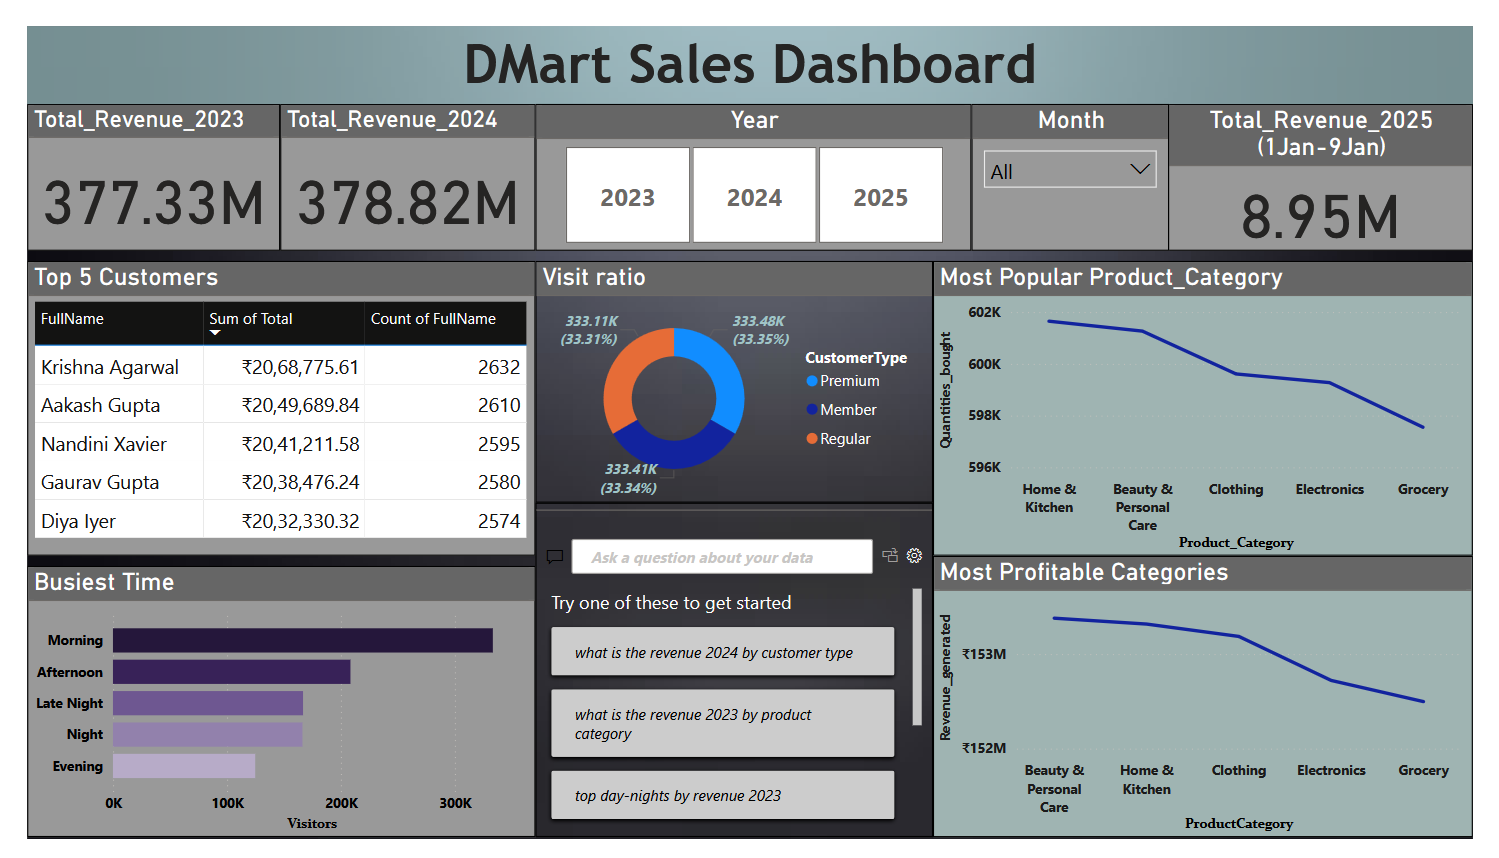 DMart Sales Dashboard
Total_Revenue_2023
377.33M
Total_Revenue_2024
378.82M
Year
2023
2024
2025
Month
All
Total_Revenue_2025
(1Jan-9Jan)
8.95M
Top 5 Customers
FullName Sum of Total Count of FullName
Krishna Agarwal ₹20,68,775.61 2632
Aakash Gupta ₹20,49,689.84 2610
Nandini Xavier ₹20,41,211.58 2595
Gaurav Gupta ₹20,38,476.24 2580
Diya Iyer ₹20,32,330.32 2574
Busiest Time
Morning
Afternoon
Late Night
Night
Evening
0K 100K 200K 300K
Visitors
Visit ratio
333.11K
(33.31%)
333.48K
(33.35%)
333.41K
(33.34%)
CustomerType
Premium
Member
Regular
Ask a question about your data
Try one of these to get started
what is the revenue 2024 by customer type
what is the revenue 2023 by product
category
top day-nights by revenue 2023
Most Popular Product_Category
Quantities_bought
602K
600K
598K
596K
Home &
Kitchen
Beauty &
Personal
Care
Clothing
Electronics
Grocery
Product_Category
Most Profitable Categories
Revenue_generated
₹153M
₹152M
Beauty &
Personal
Care
Home &
Kitchen
Clothing
Electronics
Grocery
ProductCategory